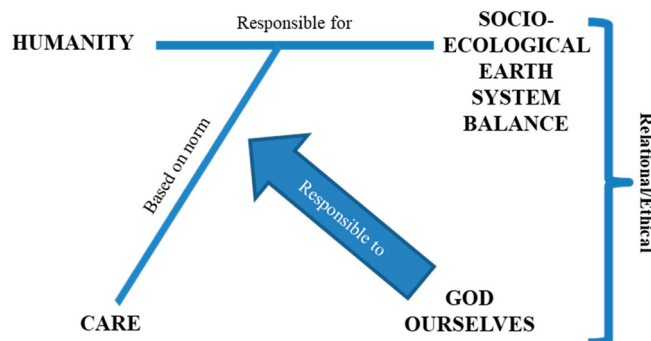 HUMANITY
Responsible for
SOCIO-
ECOLOGICAL
EARTH
SYSTEM
BALANCE
Based on norm
Responsible to
Relational/Ethical
CARE
GOD
OURSELVES